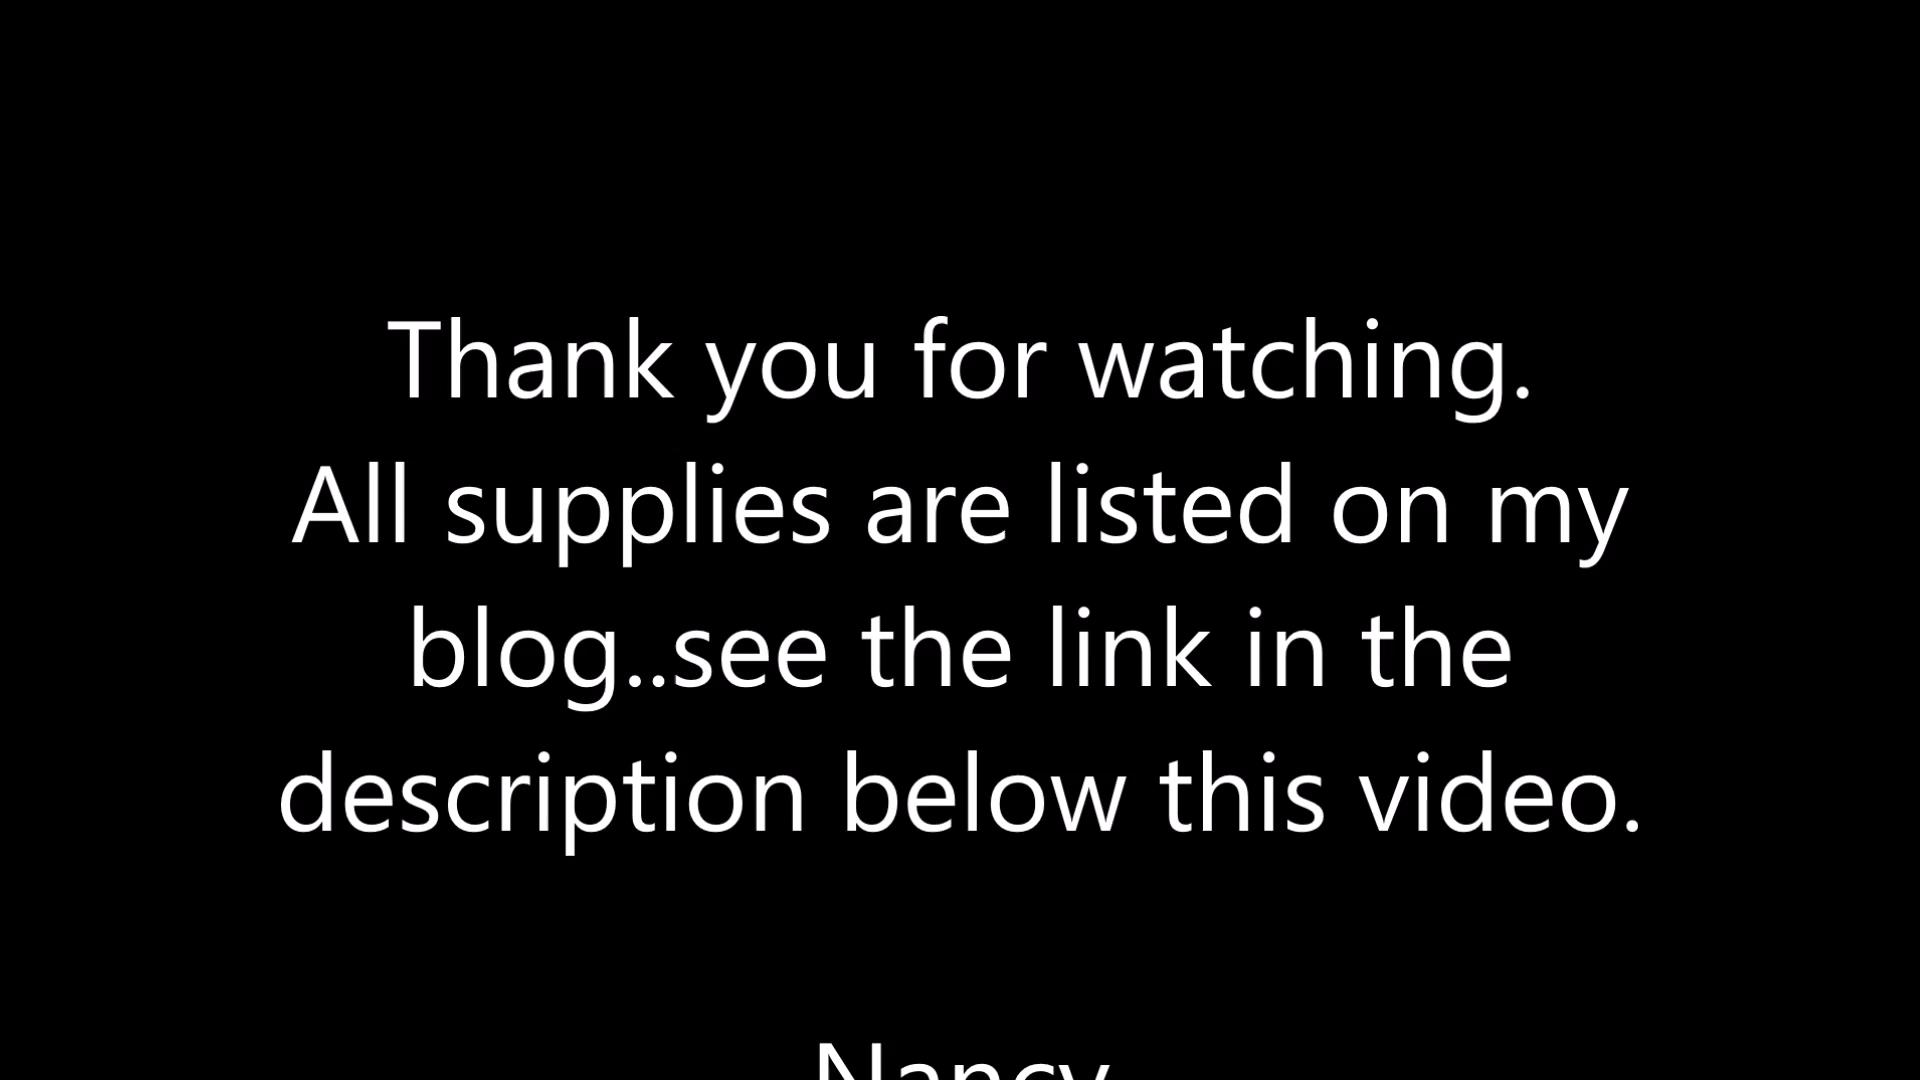 Thank you for watching.
All supplies are listed on my
blog..see the link in the
description below this video.
Nancy